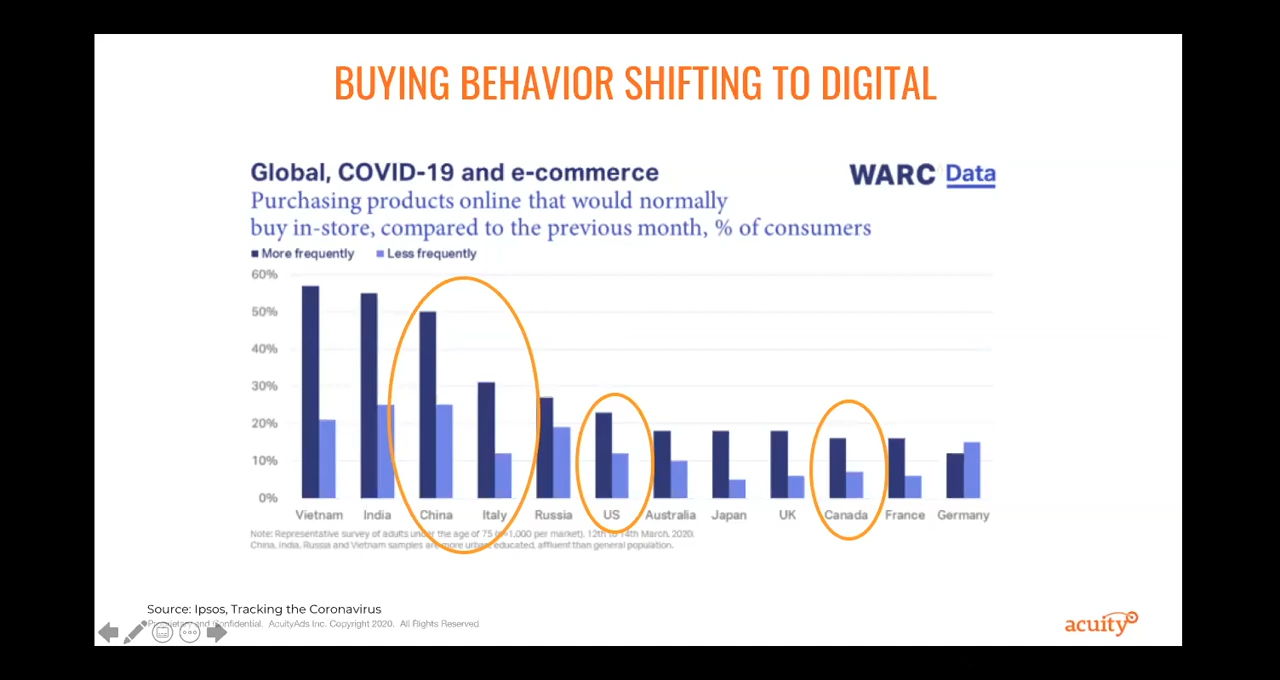 BUYING BEHAVIOR SHIFTING TO DIGITAL
Global, COVID-19 and e-commerce
WARC Data
Purchasing products online that would normally
buy in-store, compared to the previous month, % of consumers
More frequently Less frequently
60%
50%
40%
30%
20%
10%
0%
Vietnam India China Italy Russia US Australia Japan UK Canada France Germany
Note: Representative survey of adults under the age of 75 (n=1,000 per market). 12th to 14th March, 2020.
China, India, Russia and Vietnam samples are more urban, educated, affluent than general population.
Source: Ipsos, Tracking the Coronavirus
Proprietary and Confidential. AcuityAds Inc. Copyright 2020. All Rights Reserved
acuity